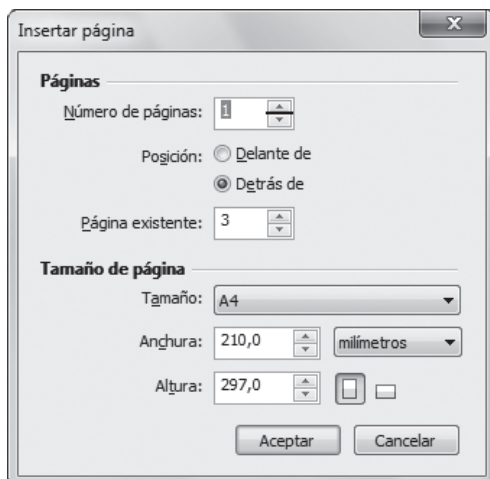 Insertar página
Páginas
Número de páginas: 1
Posición: Delante de
Detrás de
Página existente: 3
Tamaño de página
Tamaño: A4
Anchura: 210,0 milímetros
Altura: 297,0
Aceptar Cancelar